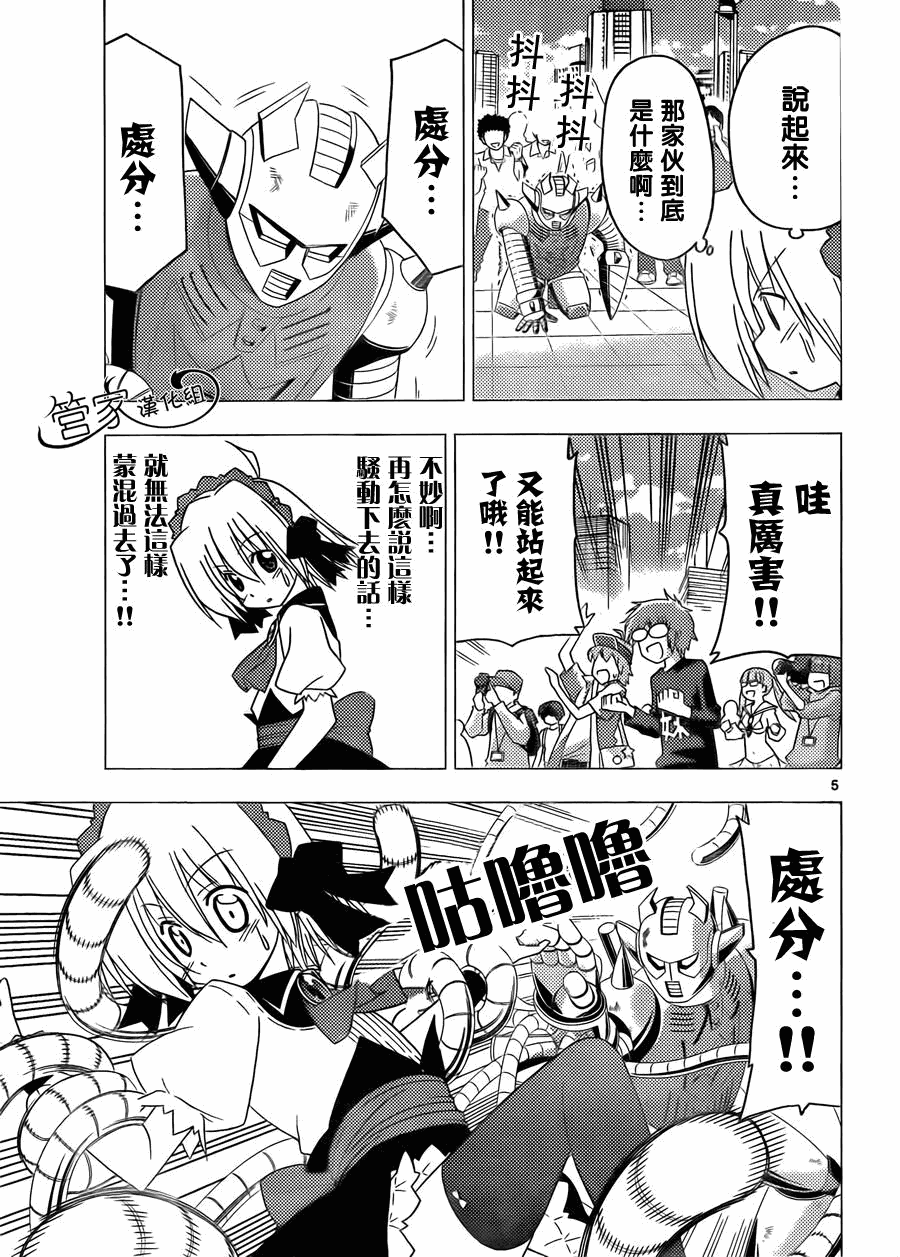 說起來…
那家伙到底
是什麼啊…
抖抖
抖抖
處分…
處分…
管家漢化組
哇
真厲害!!
又能站起來
了哦!!
妹
不妙啊…
再怎麼說這樣
騷動下去的話…
就無法這樣
蒙混過去了…!!
5
處分…!!
咕嚕嚕